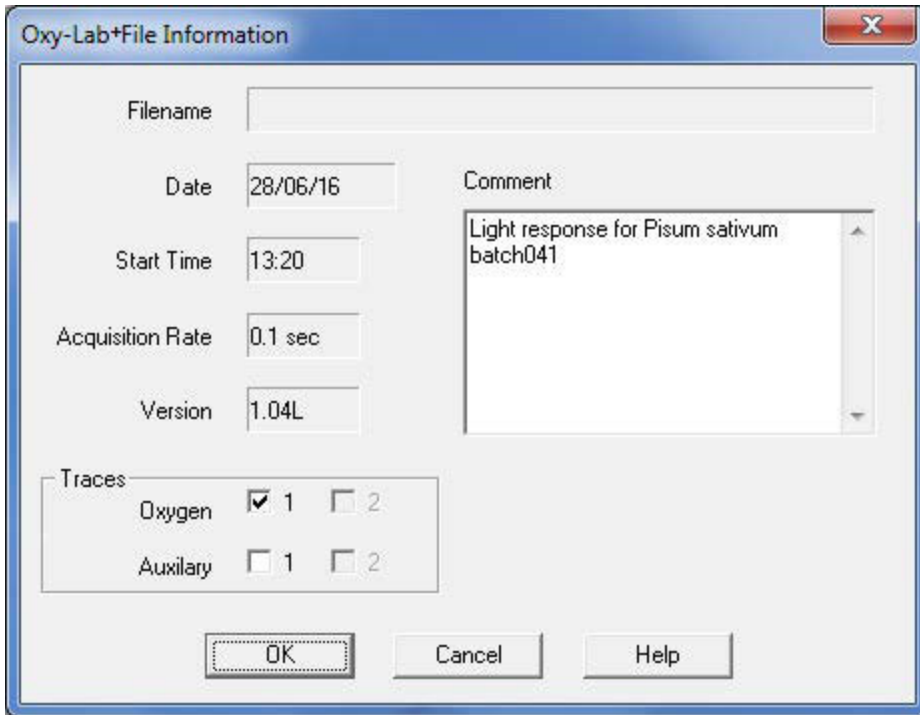 Oxy-Lab+File Information
X
Filename
Date 28/06/16
Comment
Start Time 13:20
Light response for Pisum sativum
batch041
Acquisition Rate 0.1 sec
Version 1.04L
Traces
Oxygen 1 2
Auxilary 1 2
OK Cancel Help